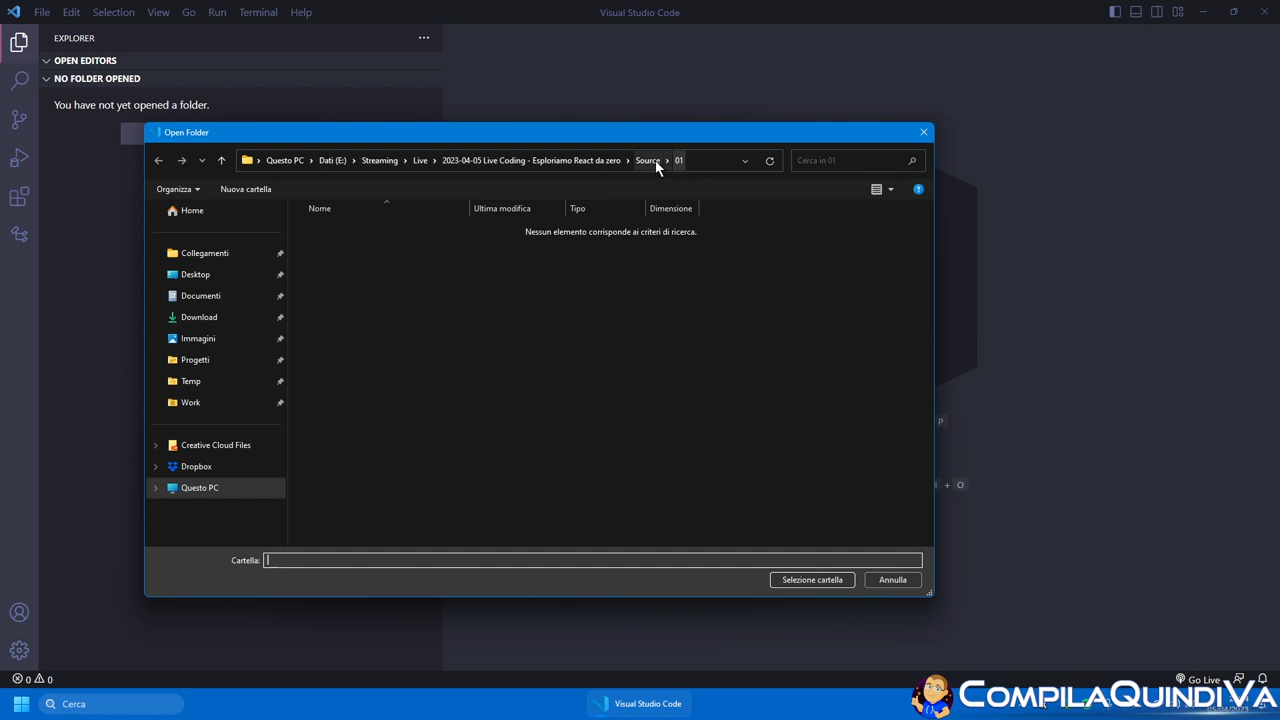 File Edit Selection View Go Run Terminal Help Visual Studio Code
EXPLORER
OPEN EDITORS
NO FOLDER OPENED
You have not yet opened a folder.
Open Folder
Questo PC Dati (E:) Streaming Live 2023-04-05 Live Coding - Esploriamo React da zero Source 01 Cerca in 01
Organizza Nuova cartella
Home
Nome Ultima modifica Tipo Dimensione
Nessun elemento corrisponde ai criteri di ricerca.
Collegamenti
Desktop
Documenti
Download
Immagini
Progetti
Temp
Work
P
Creative Cloud Files
Dropbox
Questo PC
+ O
Cartella:
Selezione cartella Annulla
0 0 Go Live
Cerca Visual Studio Code
COMPILAQUINDIVA